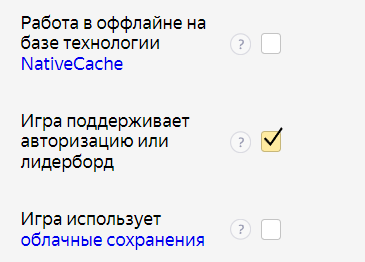 Работа в оффлайне на
базе технологии
NativeCache
?
Игра поддерживает
авторизацию или
лидерборд
?
Игра использует
облачные сохранения
?